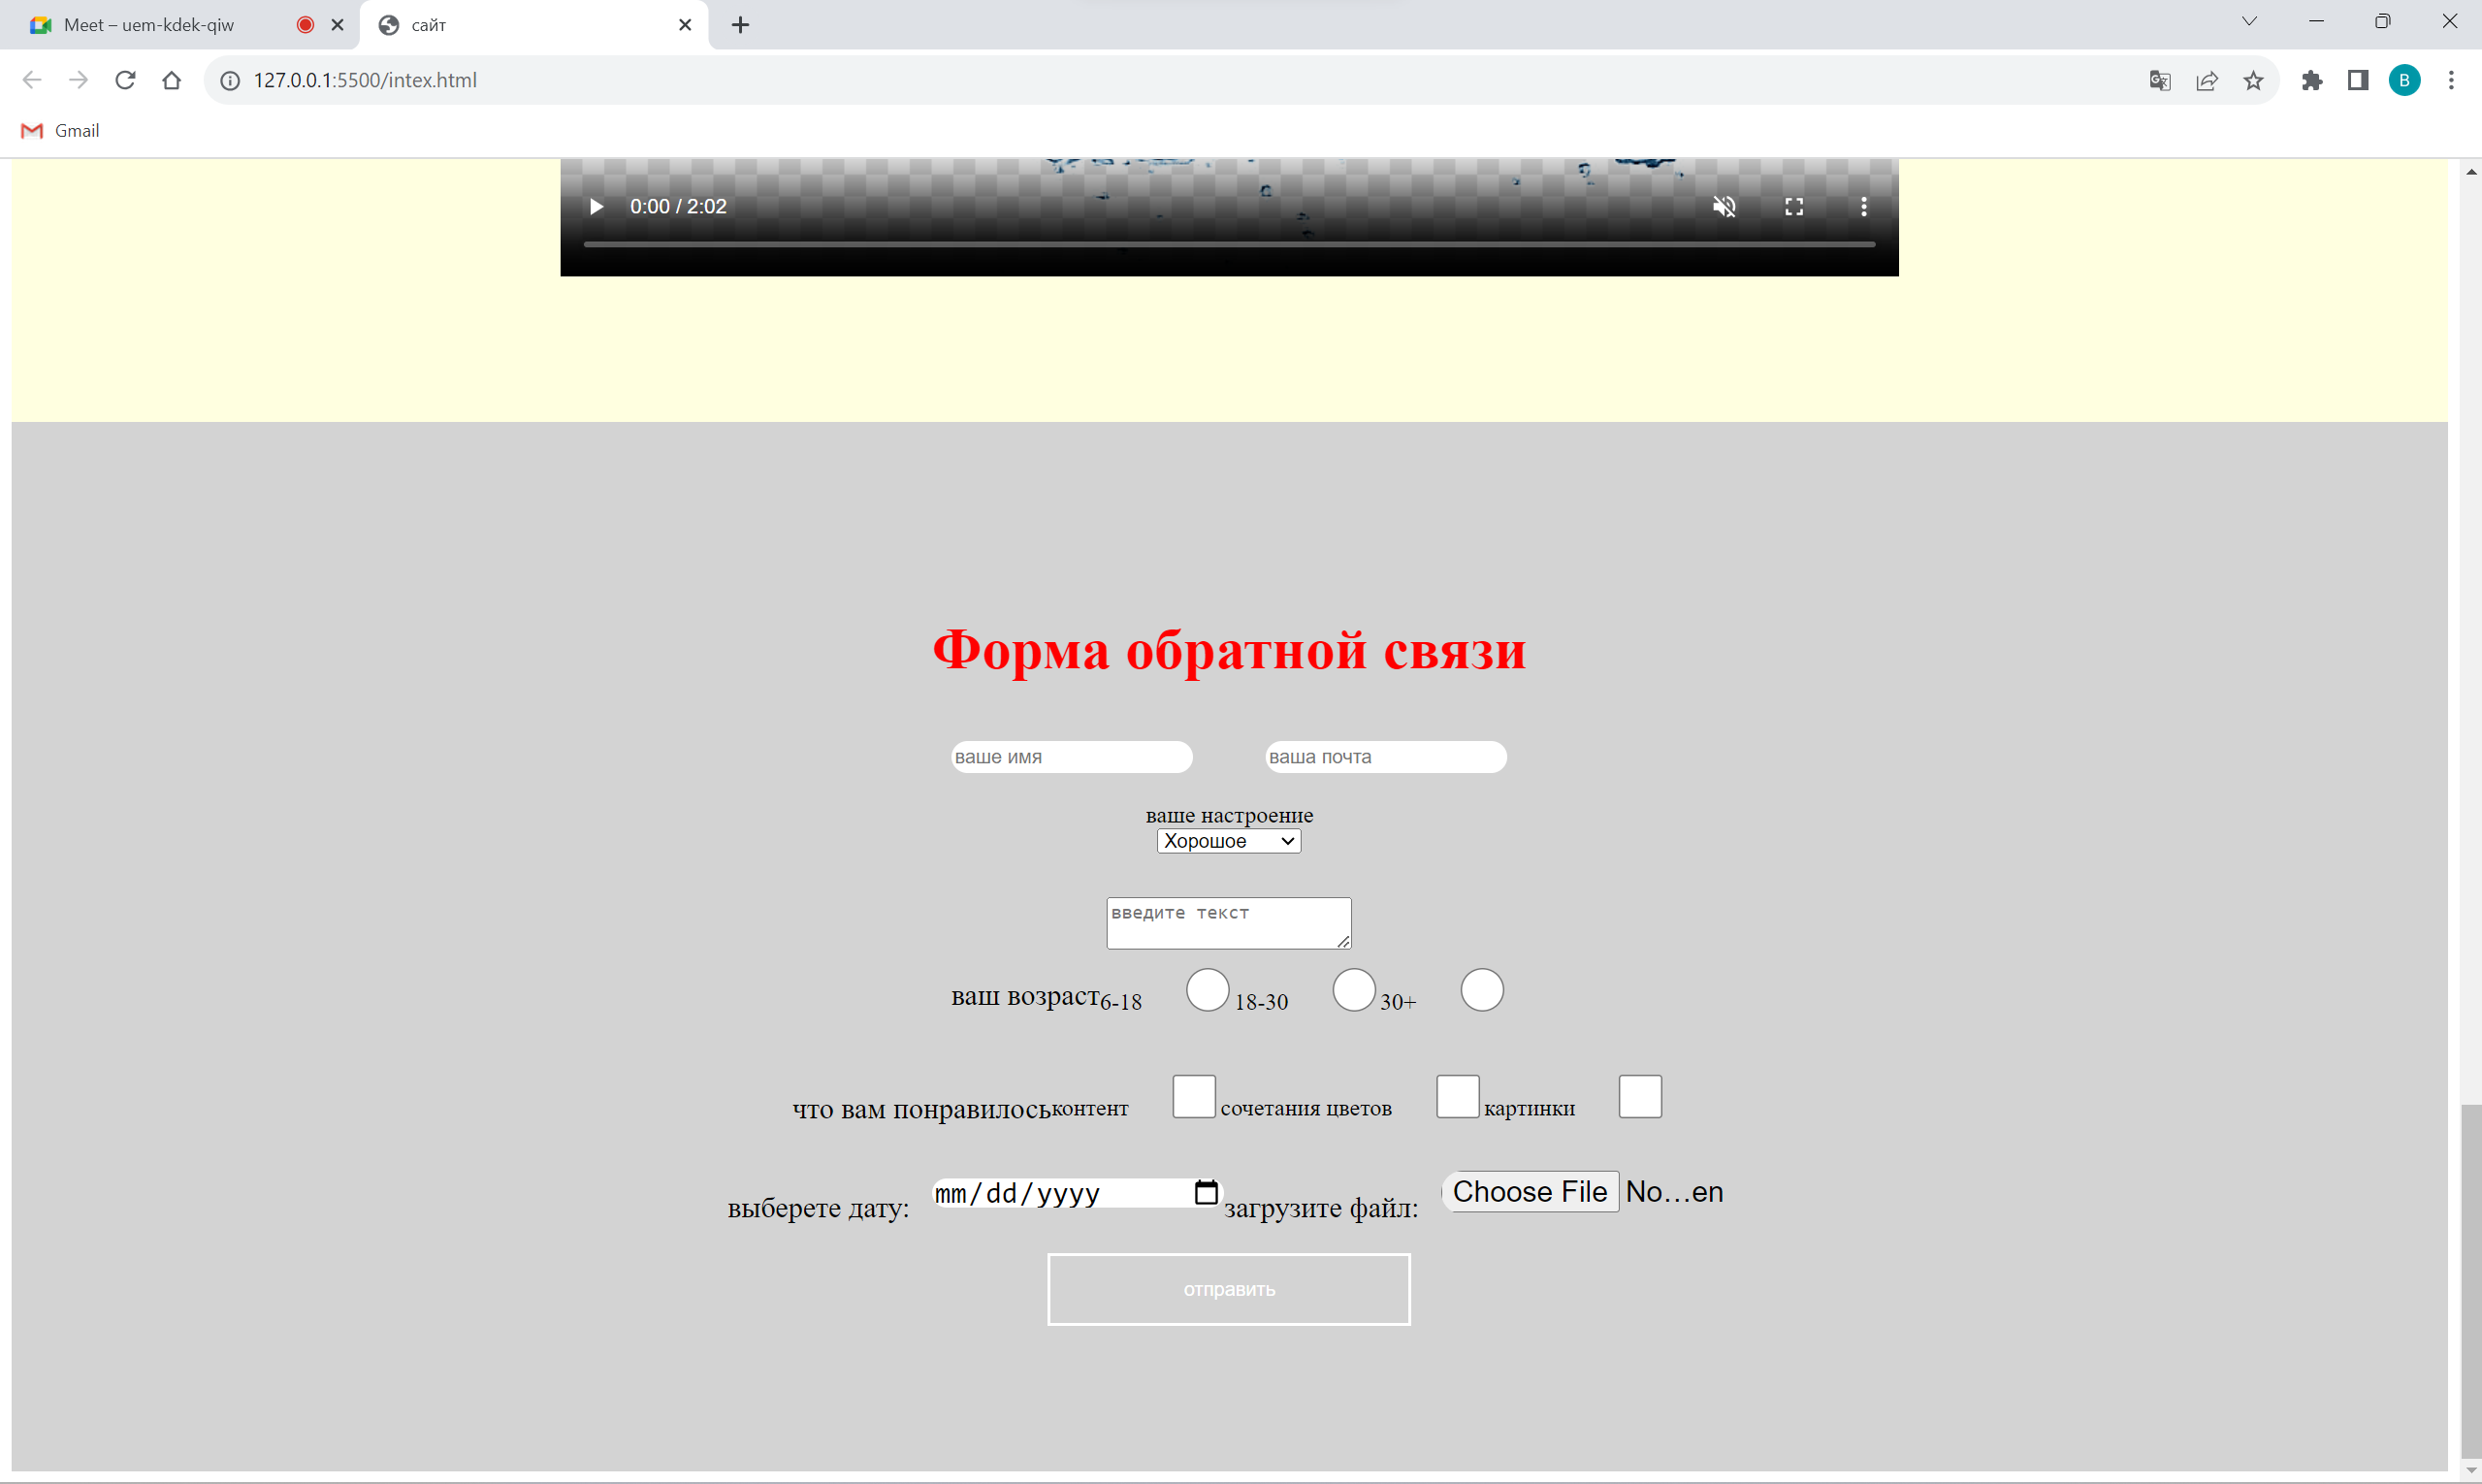 Meet – uem-kdek-qiw
сайт
127.0.0.1:5500/intex.html
B
Gmail
0:00 / 2:02
Форма обратной связи
ваше имя ваша почта
ваше настроение
Хорошое
введите текст
ваш возраст6-18 18-30 30+
что вам понравилоськонтент сочетания цветов картинки
выберете дату: mm/dd/yyyy загрузите файл: Choose File No...en
отправить